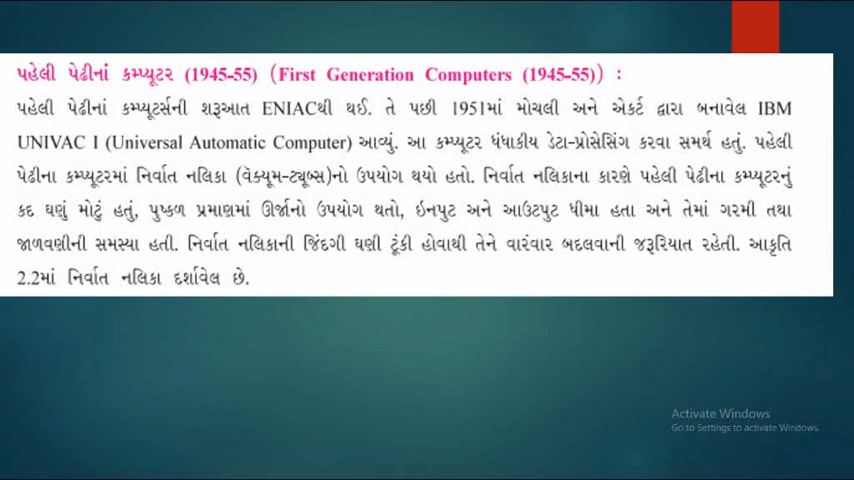 પહેલી પેઢીનાં કમ્પ્યૂટર (1945-55) (First Generation Computers (1945-55)) :
પહેલી પેઢીનાં કમ્પ્યૂટર્સની શરૂઆત ENIACથી થઈ. તે પછી 1951માં મોચલી અને એકર્ટ દ્વારા બનાવેલ IBM
UNIVAC I (Universal Automatic Computer) આવ્યું. આ કમ્પ્યૂટર ધંધાકીય ડેટા-પ્રોસેસિંગ કરવા સમર્થ હતું. પહેલી
પેઢીના કમ્પ્યૂટરમાં નિર્વાત નલિકા (વૅક્યૂમ-ટ્યૂબ્સ)નો ઉપયોગ થયો હતો. નિર્વાત નલિકાના કારણે પહેલી પેઢીના કમ્પ્યૂટરનું
કદ ઘણું મોટું હતું, પુષ્કળ પ્રમાણમાં ઊર્જાનો ઉપયોગ થતો, ઇનપુટ અને આઉટપુટ ધીમા હતા અને તેમાં ગરમી તથા
જાળવણીની સમસ્યા હતી. નિર્વાત નલિકાની જિંદગી ઘણી ટૂંકી હોવાથી તેને વારંવાર બદલવાની જરૂરિયાત રહેતી. આકૃતિ
2.2માં નિર્વાત નલિકા દર્શાવેલ છે.
Activate Windows
Go to Settings to activate Windows.